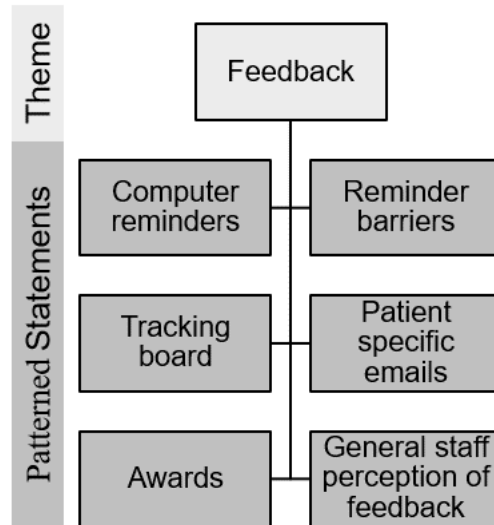 Theme
Feedback
Patterned Statements
Computer
reminders
Reminder
barriers
Tracking
board
Patient
specific
emails
Awards
General staff
perception of
feedback